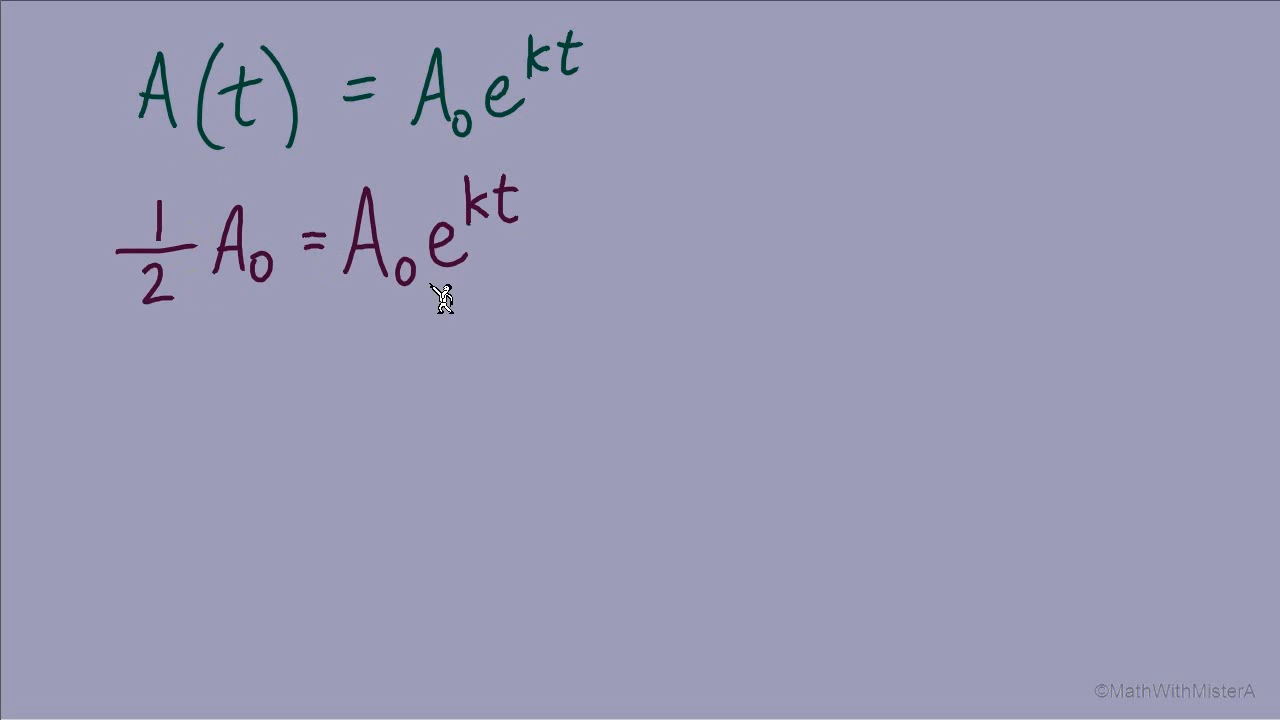 A(t) = A₀e^{kt}
1/2 A₀ = A₀e^{kt}
©MathWithMisterA